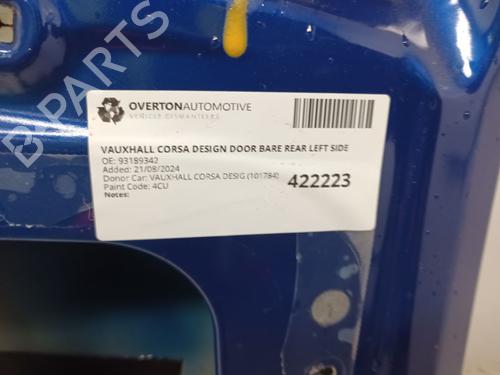 OVERTONAUTOMOTIVE
VEHICLE DISMANTLERS
VAUXHALL CORSA DESIGN DOOR BARE REAR LEFT SIDE
OE: 93189342
Added: 21/08/2024
Donor Car: VAUXHALL CORSA DESIG (101784)
Paint Code: 4CU
Notes:
422223